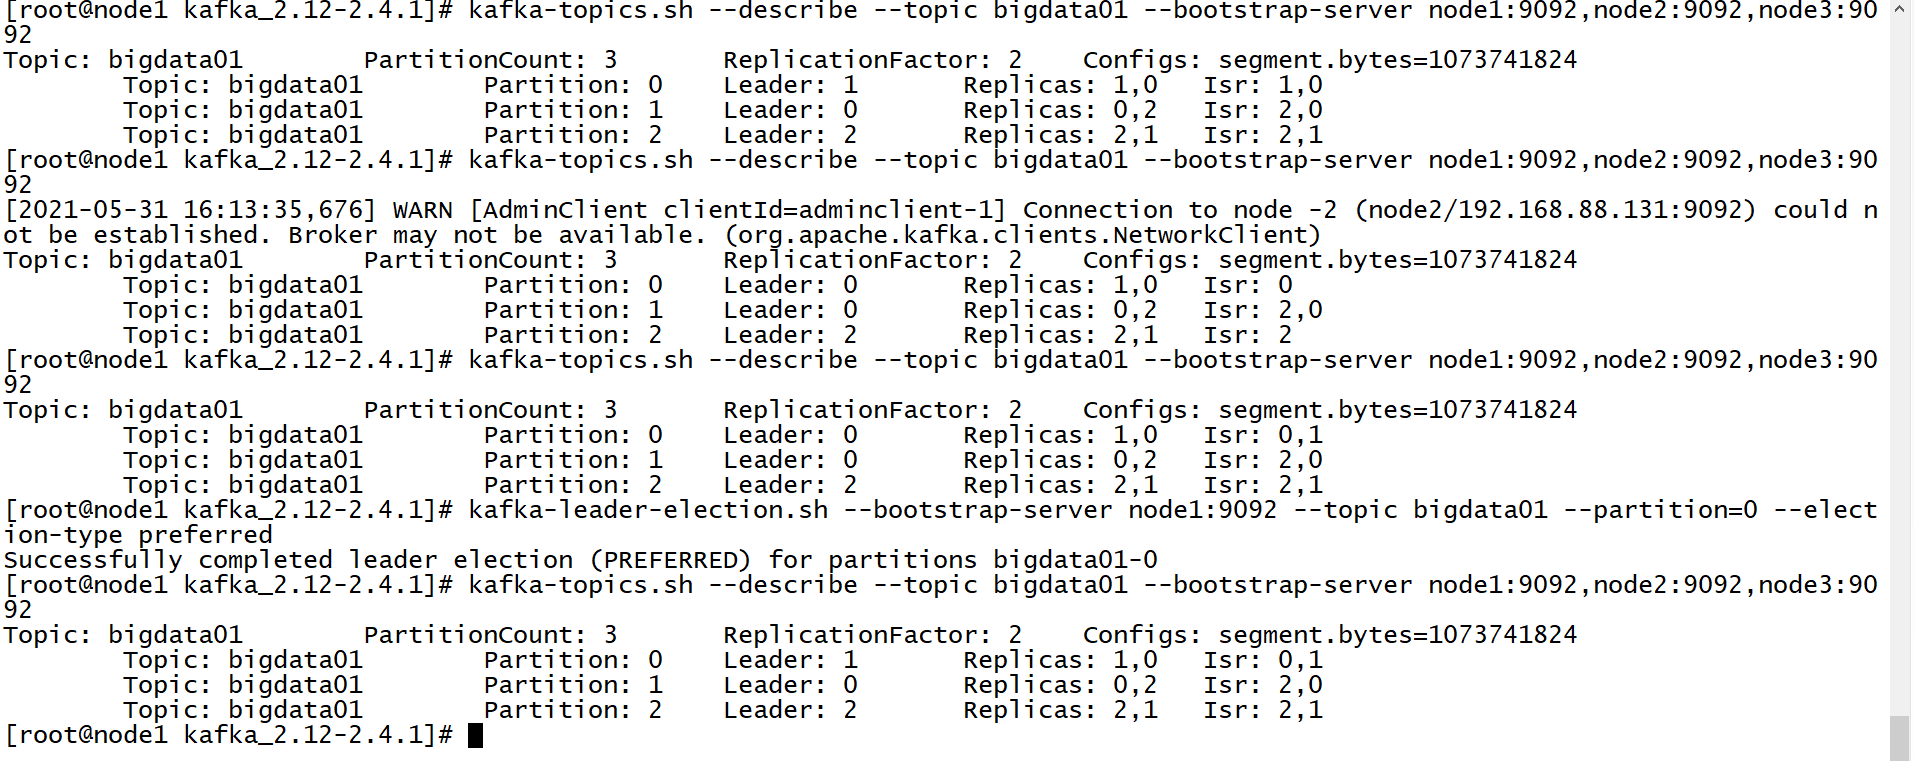 [root@node1 kafka_2.12-2.4.1]# kafka-topics.sh --describe --topic bigdata01 --bootstrap-server node1:9092,node2:9092,node3:90
92
Topic: bigdata01        PartitionCount: 3       ReplicationFactor: 2    Configs: segment.bytes=1073741824
        Topic: bigdata01        Partition: 0    Leader: 1       Replicas: 1,0   Isr: 1,0
        Topic: bigdata01        Partition: 1    Leader: 0       Replicas: 0,2   Isr: 2,0
        Topic: bigdata01        Partition: 2    Leader: 2       Replicas: 2,1   Isr: 2,1
[root@node1 kafka_2.12-2.4.1]# kafka-topics.sh --describe --topic bigdata01 --bootstrap-server node1:9092,node2:9092,node3:90
92
[2021-05-31 16:13:35,676] WARN [AdminClient clientId=adminclient-1] Connection to node -2 (node2/192.168.88.131:9092) could n
ot be established. Broker may not be available. (org.apache.kafka.clients.NetworkClient)
Topic: bigdata01        PartitionCount: 3       ReplicationFactor: 2    Configs: segment.bytes=1073741824
        Topic: bigdata01        Partition: 0    Leader: 0       Replicas: 1,0   Isr: 0
        Topic: bigdata01        Partition: 1    Leader: 0       Replicas: 0,2   Isr: 2,0
        Topic: bigdata01        Partition: 2    Leader: 2       Replicas: 2,1   Isr: 2
[root@node1 kafka_2.12-2.4.1]# kafka-topics.sh --describe --topic bigdata01 --bootstrap-server node1:9092,node2:9092,node3:90
92
Topic: bigdata01        PartitionCount: 3       ReplicationFactor: 2    Configs: segment.bytes=1073741824
        Topic: bigdata01        Partition: 0    Leader: 0       Replicas: 1,0   Isr: 0,1
        Topic: bigdata01        Partition: 1    Leader: 0       Replicas: 0,2   Isr: 2,0
        Topic: bigdata01        Partition: 2    Leader: 2       Replicas: 2,1   Isr: 2,1
[root@node1 kafka_2.12-2.4.1]# kafka-leader-election.sh --bootstrap-server node1:9092 --topic bigdata01 --partition=0 --elect
ion-type preferred
Successfully completed leader election (PREFERRED) for partitions bigdata01-0
[root@node1 kafka_2.12-2.4.1]# kafka-topics.sh --describe --topic bigdata01 --bootstrap-server node1:9092,node2:9092,node3:90
92
Topic: bigdata01        PartitionCount: 3       ReplicationFactor: 2    Configs: segment.bytes=1073741824
        Topic: bigdata01        Partition: 0    Leader: 1       Replicas: 1,0   Isr: 0,1
        Topic: bigdata01        Partition: 1    Leader: 0       Replicas: 0,2   Isr: 2,0
        Topic: bigdata01        Partition: 2    Leader: 2       Replicas: 2,1   Isr: 2,1
[root@node1 kafka_2.12-2.4.1]#